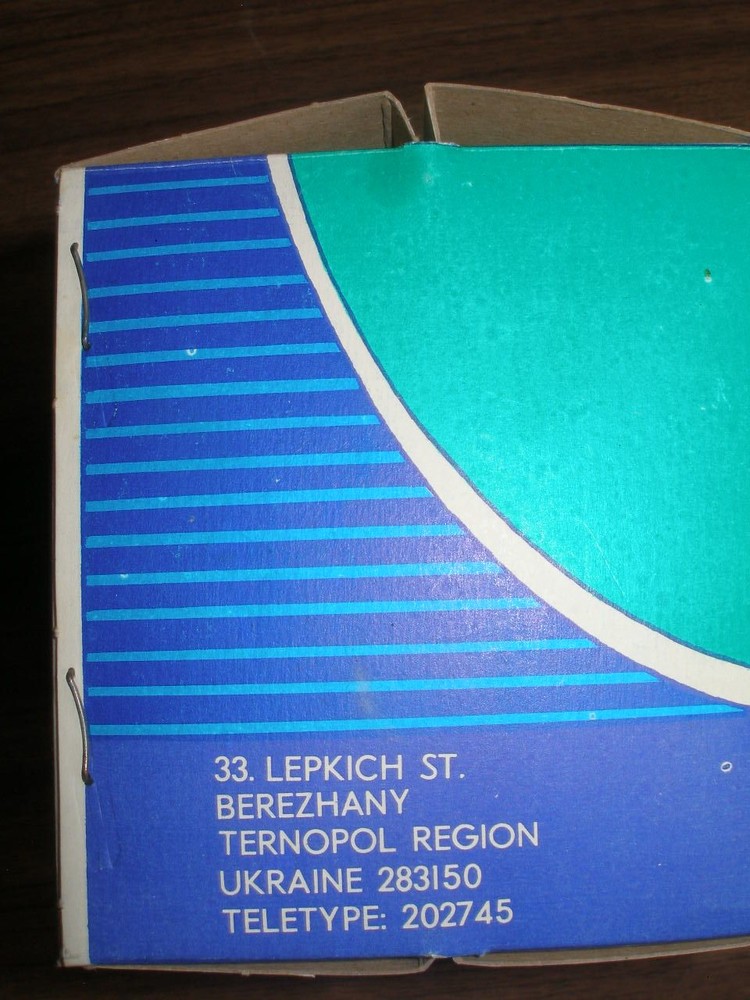 33. LEPKICH ST.
BEREZHANY
TERNOPOL REGION
UKRAINE 283150
TELETYPE: 202745